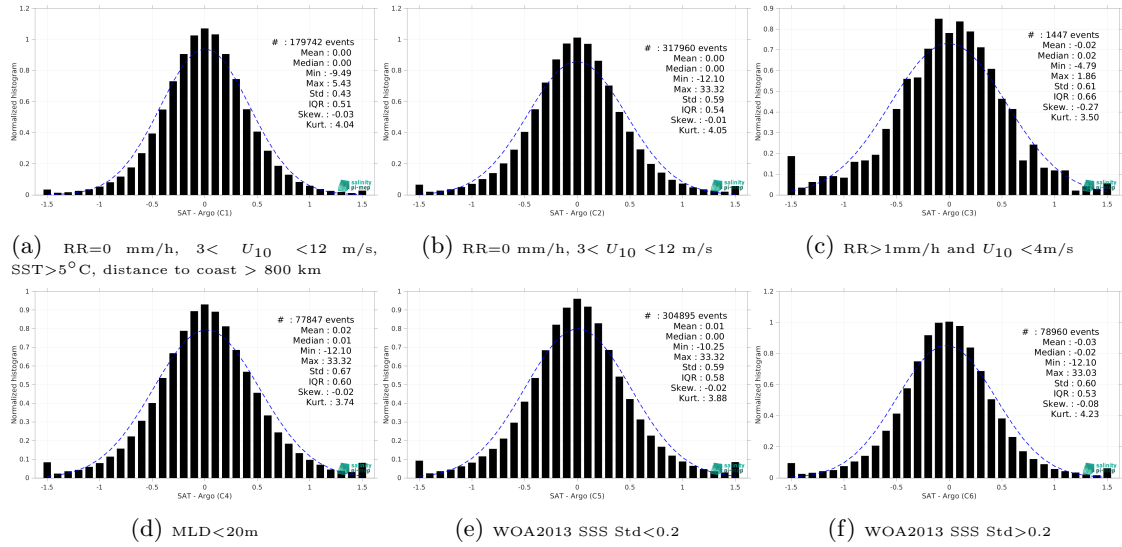 1.2
1
0.8
0.6
0.4
0.2
0
Normalized histogram
# : 179742 events
Mean : 0.00
Median : 0.00
Min : -9.49
Max : 5.43
Std : 0.43
IQR : 0.51
Skew. : -0.03
Kurt. : 4.04
salinity
pi-mep
-1.5 -1 -0.5 0 0.5 1 1.5
SAT - Argo (C1)
(a) RR=0 mm/h, 3< U10 <12 m/s,
SST>5°C, distance to coast > 800 km
1.2
1
0.8
0.6
0.4
0.2
0
Normalized histogram
# : 317960 events
Mean : 0.00
Median : 0.00
Min : -12.10
Max : 33.32
Std : 0.59
IQR : 0.54
Skew. : -0.01
Kurt. : 4.05
salinity
pi-mep
-1.5 -1 -0.5 0 0.5 1 1.5
SAT - Argo (C2)
(b) RR=0 mm/h, 3< U10 <12 m/s
0.9
0.8
0.7
0.6
0.5
0.4
0.3
0.2
0.1
0
Normalized histogram
# : 1447 events
Mean : -0.02
Median : 0.02
Min : -4.79
Max : 1.86
Std : 0.61
IQR : 0.66
Skew. : -0.27
Kurt. : 3.50
salinity
pi-mep
-1.5 -1 -0.5 0 0.5 1 1.5
SAT - Argo (C3)
(c) RR>1mm/h and U10 <4m/s
1
0.9
0.8
0.7
0.6
0.5
0.4
0.3
0.2
0.1
0
Normalized histogram
# : 77847 events
Mean : 0.02
Median : 0.01
Min : -12.10
Max : 33.32
Std : 0.67
IQR : 0.60
Skew. : -0.02
Kurt. : 3.74
salinity
pi-mep
-1.5 -1 -0.5 0 0.5 1 1.5
SAT - Argo (C4)
(d) MLD<20m
1
0.9
0.8
0.7
0.6
0.5
0.4
0.3
0.2
0.1
0
Normalized histogram
# : 304895 events
Mean : 0.01
Median : 0.00
Min : -10.25
Max : 33.32
Std : 0.59
IQR : 0.58
Skew. : -0.02
Kurt. : 3.88
salinity
pi-mep
-1.5 -1 -0.5 0 0.5 1 1.5
SAT - Argo (C5)
(e) WOA2013 SSS Std<0.2
1.2
1
0.8
0.6
0.4
0.2
0
Normalized histogram
# : 78960 events
Mean : -0.03
Median : -0.02
Min : -12.10
Max : 33.03
Std : 0.60
IQR : 0.53
Skew. : -0.08
Kurt. : 4.23
salinity
pi-mep
-1.5 -1 -0.5 0 0.5 1 1.5
SAT - Argo (C6)
(f) WOA2013 SSS Std>0.2